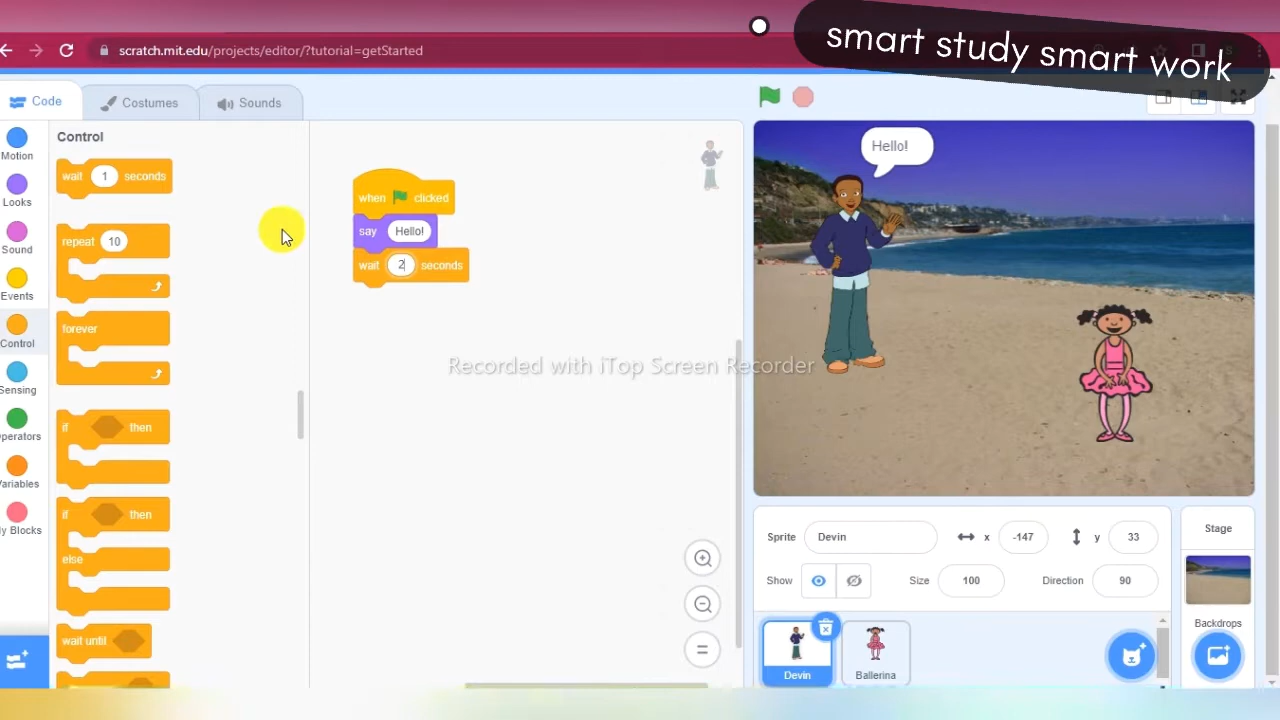 smart study smart work
scratch.mit.edu/projects/editor/?tutorial=getStarted
Code
Costumes
Sounds
Motion
Looks
Sound
Events
Control
Sensing
Operators
Variables
y Blocks
Control
wait 1 seconds
repeat 10
forever
if then
if then
else
wait until
when clicked
say Hello!
wait 2 seconds
Hello!
Recorded with iTop Screen Recorder
Sprite Devin x -147 y 33
Show Size 100 Direction 90
Devin
Ballerina
Stage
Backdrops